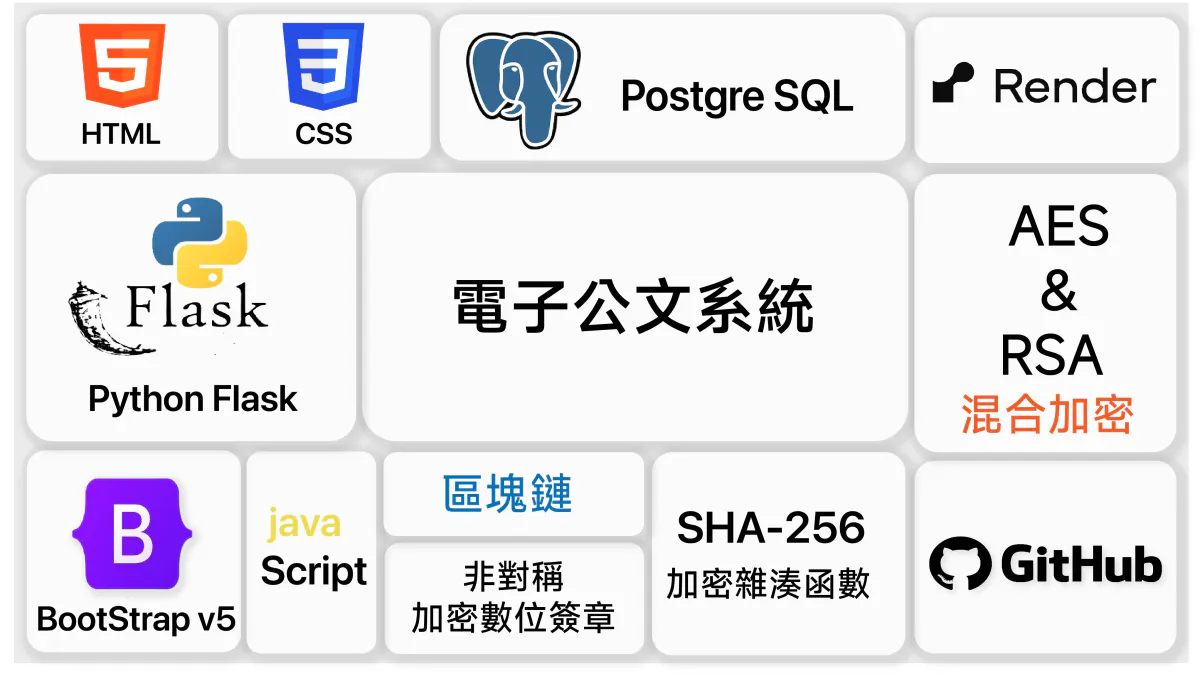 HTML
CSS
Postgre SQL
Render
Flask
Python Flask
電子公文系統
AES
&
RSA
混合加密
B
BootStrap v5
java
Script
區塊鏈
非對稱
加密數位簽章
SHA-256
加密雜湊函數
GitHub